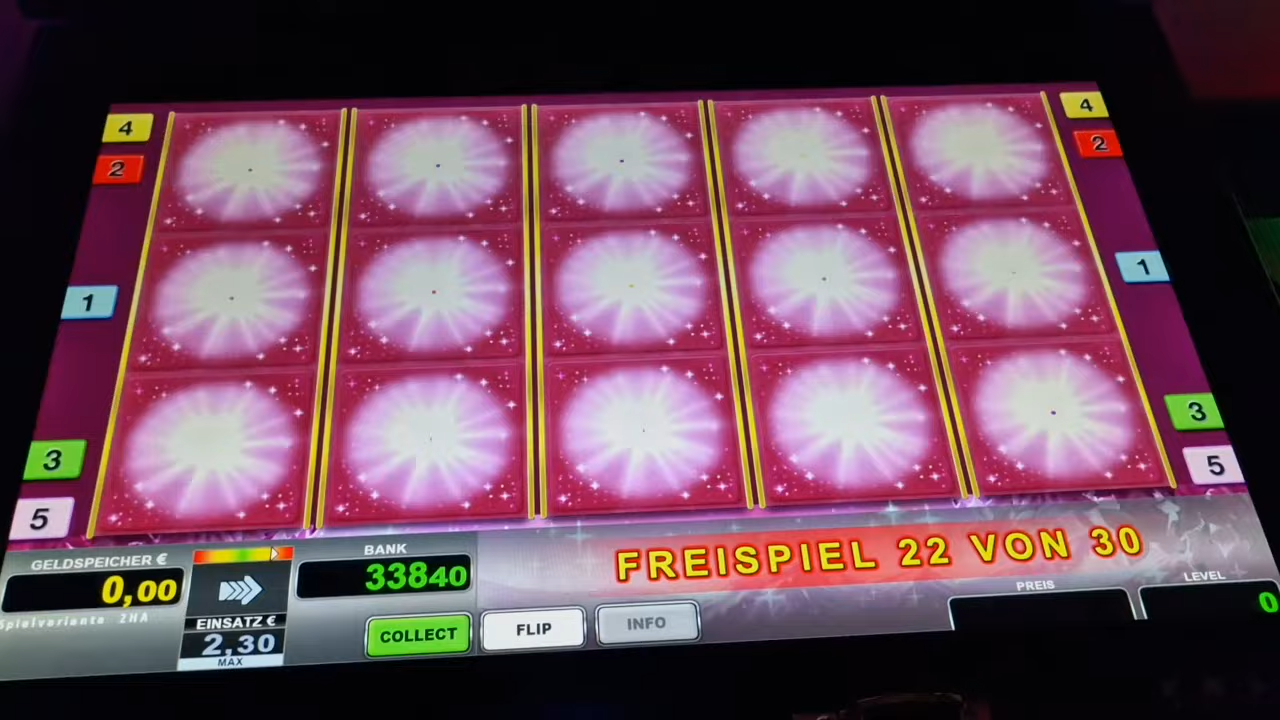 4 4
2 2
1 1
3 3
5 5
GELDSPEICHER €
0,00
Spielvariante 2HA
EINSATZ €
2,30
MAX
BANK
33840
COLLECT
FLIP
INFO
FREISPIEL 22 VON 30
PREIS
LEVEL
0